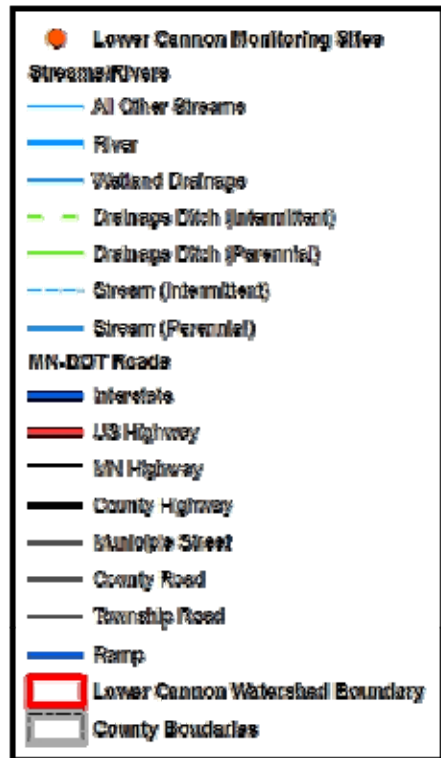 Lower Cannon Monitoring Sites
Streams/Rivers
All Other Streams
River
Wetland Drainage
Drainage Ditch (Intermittent)
Drainage Ditch (Perennial)
Stream (Intermittent)
Stream (Perennial)
MN-DOT Roads
Interstate
US Highway
MN Highway
County Highway
Municiple Street
County Road
Township Road
Ramp
Lower Cannon Watershed Boundary
County Boudaries